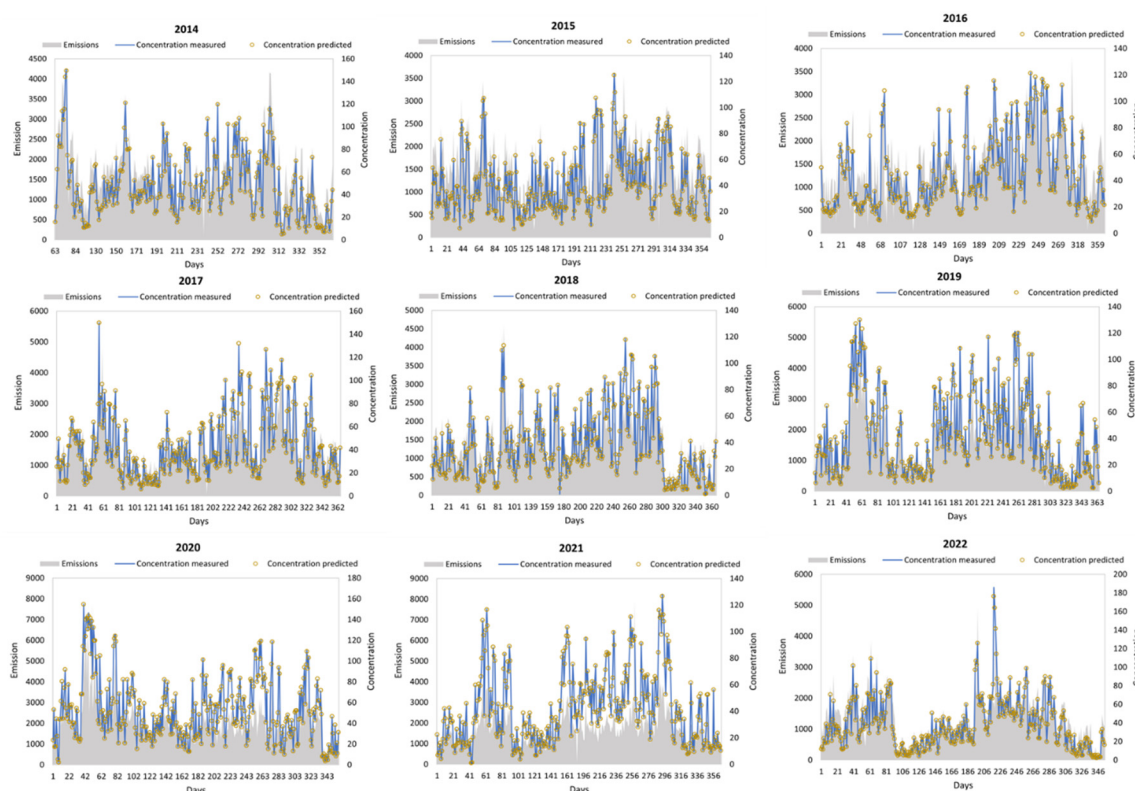 2014
Emissions Concentration measured Concentration predicted
4500 4000 3500 3000 2500 2000 1500 1000 500 0
Emission
160 140 120 100 80 60 40 20 0
Concentration
63 84 130 150 171 191 211 231 252 272 292 312 332 362
Days
2015
Emissions Concentration measured Concentration predicted
4500 4000 3500 3000 2500 2000 1500 1000 500 0
Emission
140 120 100 80 60 40 20 0
Concentration
1 21 44 64 84 105 125 148 171 191 211 231 251 271 291 314 334 354
Days
2016
Emissions Concentration measured Concentration predicted
4000 3500 3000 2500 2000 1500 1000 500 0
Emission
140 120 100 80 60 40 20 0
1 21 48 68 107 128 149 169 189 209 229 249 269 318 359
Days
2017
Emissions Concentration measured Concentration predicted
6000 5000 4000 3000 2000 1000 0
Emission
160 140 120 100 80 60 40 20 0
Concentration
1 21 41 61 81 101 121 141 161 181 202 222 242 262 282 302 322 342 362
Days
2018
Emissions Concentration measured Concentration predicted
5000 4500 4000 3500 3000 2500 2000 1500 1000 500 0
Emission
140 120 100 80 60 40 20 0
Concentration
1 21 41 61 81 101 139 159 180 200 220 240 260 280 300 320 340 360
Days
2019
Emissions Concentration measured Concentration predicted
6000 5000 4000 3000 2000 1000 0
Emission
140 120 100 80 60 40 20 0
1 21 41 61 81 101 121 141 161 181 201 221 241 261 283 303 323 343 363
Days
2020
Emissions Concentration measured Concentration predicted
9000 8000 7000 6000 5000 4000 3000 2000 1000 0
Emission
180 160 140 120 100 80 60 40 20 0
Concentration
1 22 42 62 82 102 122 141 162 182 203 223 243 263 283 303 323 343
Days
2021
Emissions Concentration measured Concentration predicted
9000 8000 7000 6000 5000 4000 3000 2000 1000 0
Emission
140 120 100 80 60 40 20 0
Concentration
1 21 41 61 81 101 121 141 161 181 196 216 236 256 276 296 316 336 356
Days
2022
Emissions Concentration measured Concentration predicted
6000 5000 4000 3000 2000 1000 0
Emission
200 180 160 140 120 100 80 60 40 20 0
1 21 41 61 81 106 126 146 166 186 206 226 246 266 286 306 326 346
Days